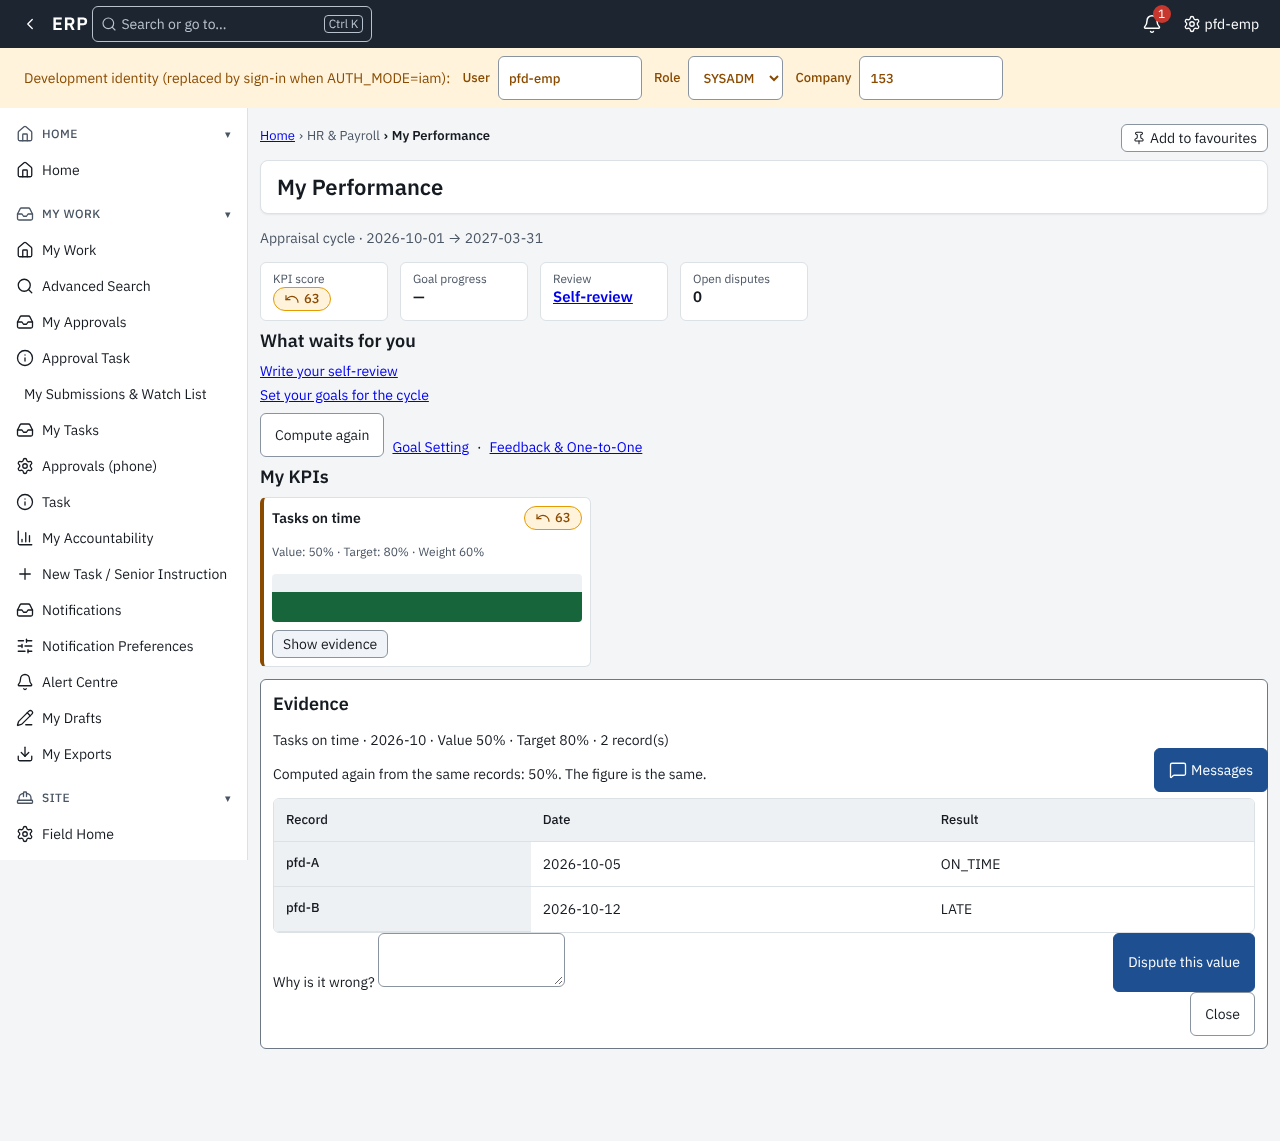 ERP
Search or go to...
Ctrl K
1
pfd-emp
Development identity (replaced by sign-in when AUTH_MODE=iam): User pfd-emp Role SYSADM Company 153
HOME
Home
MY WORK
My Work
Advanced Search
My Approvals
Approval Task
My Submissions & Watch List
My Tasks
Approvals (phone)
Task
My Accountability
New Task / Senior Instruction
Notifications
Notification Preferences
Alert Centre
My Drafts
My Exports
SITE
Field Home
Home › HR & Payroll › My Performance
Add to favourites
My Performance
Appraisal cycle · 2026-10-01 → 2027-03-31
KPI score
63
Goal progress
—
Review
Self-review
Open disputes
0
What waits for you
Write your self-review
Set your goals for the cycle
Compute again
Goal Setting · Feedback & One-to-One
My KPIs
Tasks on time
63
Value: 50% · Target: 80% · Weight 60%
Show evidence
Evidence
Tasks on time · 2026-10 · Value 50% · Target 80% · 2 record(s)
Computed again from the same records: 50%. The figure is the same.
Messages
Record Date Result
pfd-A 2026-10-05 ON_TIME
pfd-B 2026-10-12 LATE
Why is it wrong?
Dispute this value
Close